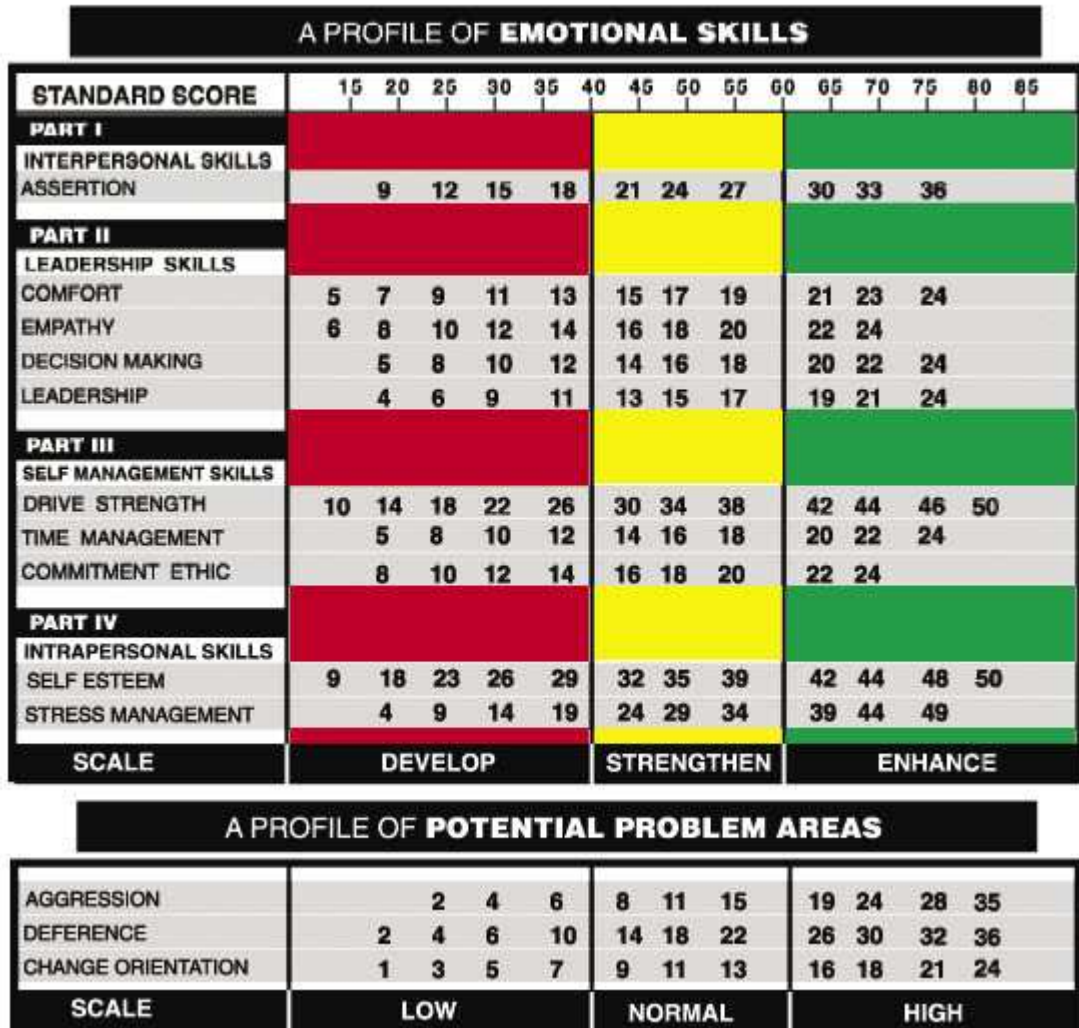 A PROFILE OF EMOTIONAL SKILLS
STANDARD SCORE 15 20 25 30 35 40 45 50 55 60 65 70 75 80 85
PART I
INTERPERSONAL SKILLS
ASSERTION 9 12 15 18 21 24 27 30 33 36
PART II
LEADERSHIP SKILLS
COMFORT 5 7 9 11 13 15 17 19 21 23 24
EMPATHY 6 8 10 12 14 16 18 20 22 24
DECISION MAKING 5 8 10 12 14 16 18 20 22 24
LEADERSHIP 4 6 9 11 13 15 17 19 21 24
PART III
SELF MANAGEMENT SKILLS
DRIVE STRENGTH 10 14 18 22 26 30 34 38 42 44 46 50
TIME MANAGEMENT 5 8 10 12 14 16 18 20 22 24
COMMITMENT ETHIC 8 10 12 14 16 18 20 22 24
PART IV
INTRAPERSONAL SKILLS
SELF ESTEEM 9 18 23 26 29 32 35 39 42 44 48 50
STRESS MANAGEMENT 4 9 14 19 24 29 34 39 44 49
SCALE DEVELOP STRENGTHEN ENHANCE
A PROFILE OF POTENTIAL PROBLEM AREAS
AGGRESSION 2 4 6 8 11 15 19 24 28 35
DEFERENCE 2 4 6 10 14 18 22 26 30 32 36
CHANGE ORIENTATION 1 3 5 7 9 11 13 16 18 21 24
SCALE LOW NORMAL HIGH